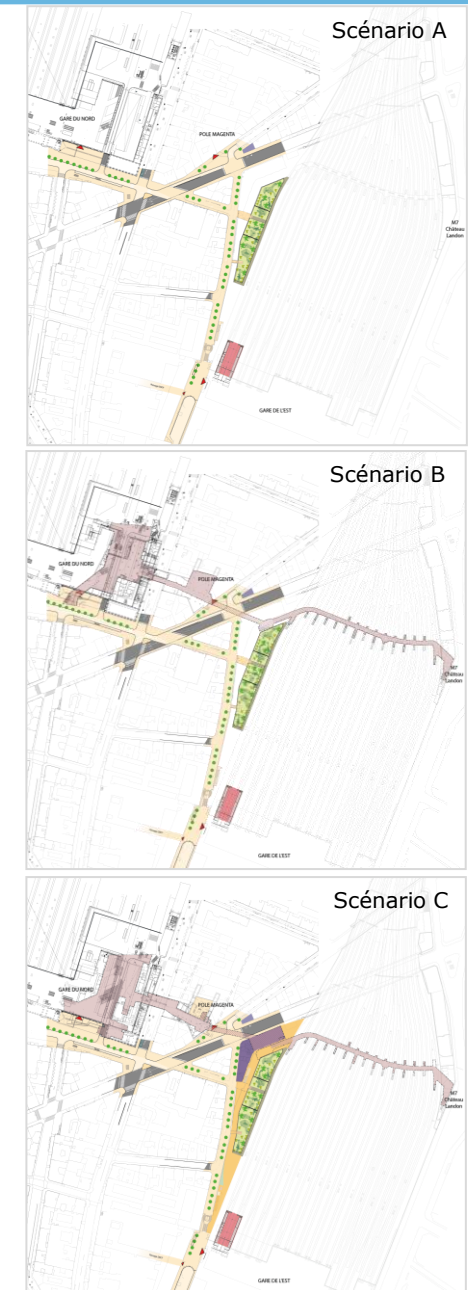 Scénario A
GARE DU NORD
POLE MAGENTA
M7
Château
Landon
GARE DE L'EST
Scénario B
GARE DU NORD
POLE MAGENTA
M7
Château
Landon
GARE DE L'EST
Scénario C
GARE DU NORD
POLE MAGENTA
M7
Château
Landon
GARE DE L'EST